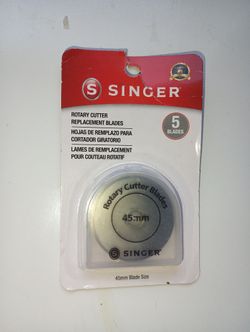 S SINGER
ROTARY CUTTER
REPLACEMENT BLADES
HOJAS DE REMPLAZO PARA
CORTADOR GIRATORIO
LAMES DE REMPLACEMENT
POUR COUTEAU ROTATIF
5
BLADES
Rotary Cutter Blades
45mm
S SINGER
45mm Blade Size